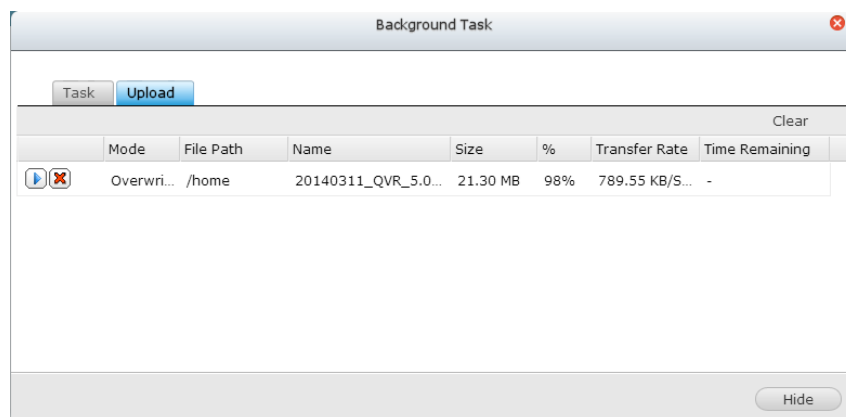 Background Task
Task Upload
Clear
Mode File Path Name Size % Transfer Rate Time Remaining
Overwri... /home 20140311_QVR_5.0... 21.30 MB 98% 789.55 KB/S... -
Hide